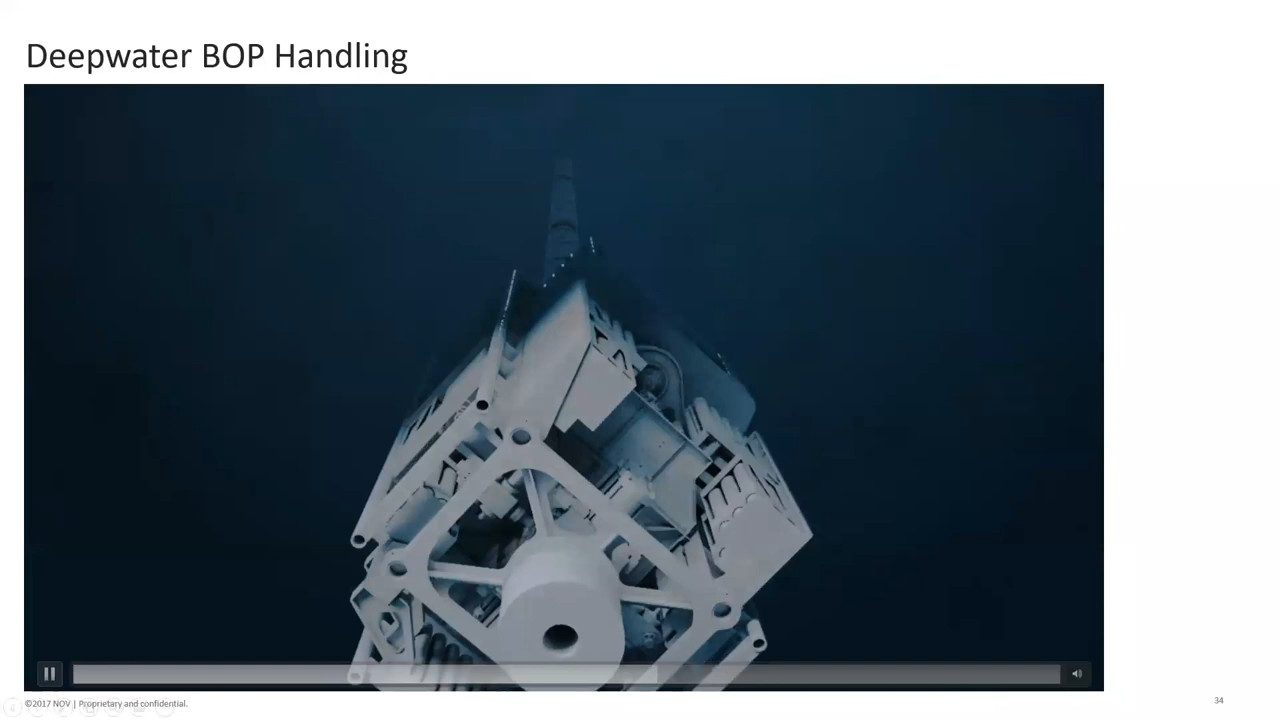 Deepwater BOP Handling
©2017 NOV | Proprietary and confidential.
34